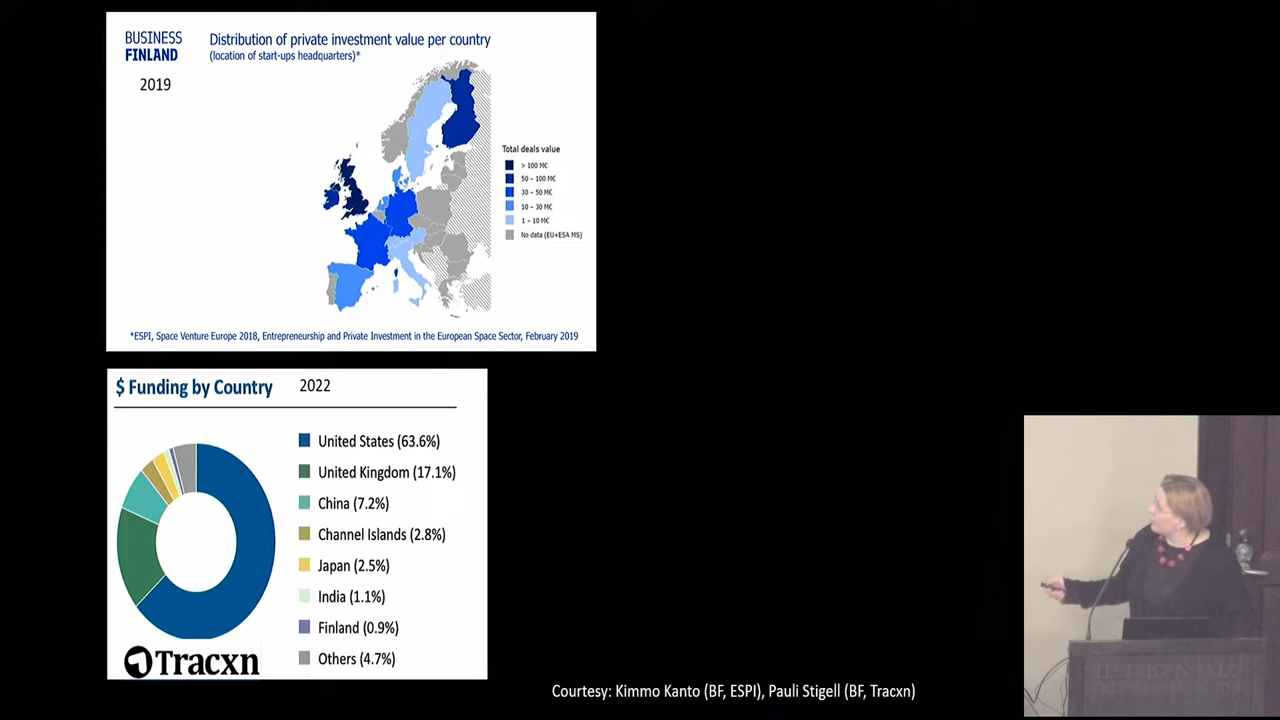 BUSINESS
FINLAND
2019
Distribution of private investment value per country
(location of start-ups headquarters)*
Total deals value
> 100 M€
50 – 100 M€
30 – 50 M€
10 – 30 M€
1 – 10 M€
No data (EU+ESA MS)
*ESPI, Space Venture Europe 2018, Entrepreneurship and Private Investment in the European Space Sector, February 2019
$ Funding by Country
2022
United States (63.6%)
United Kingdom (17.1%)
China (7.2%)
Channel Islands (2.8%)
Japan (2.5%)
India (1.1%)
Finland (0.9%)
Others (4.7%)
Tracxn
Courtesy: Kimmo Kanto (BF, ESPI), Pauli Stigell (BF, Tracxn)